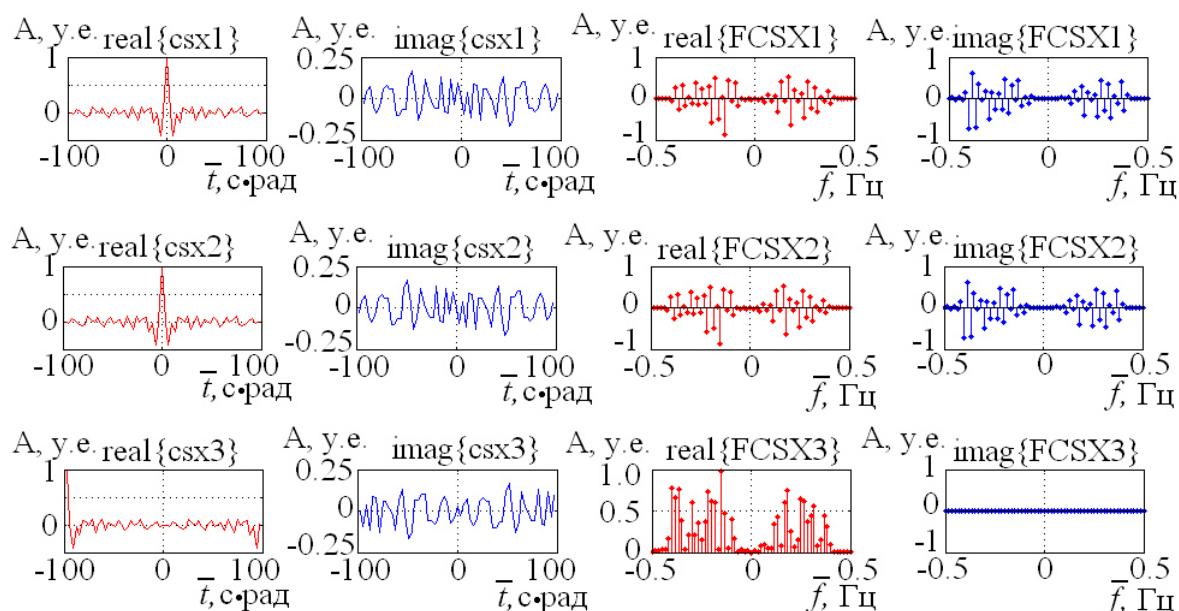 A, у.е. real{csx1}
1
0
-100 0 100
t, с•рад
A, у.е. imag{csx1}
0.25
0
-0.25
-100 0 100
t, с•рад
A, у.е. real{FCSX1}
1
0
-1
-0.5 0 0.5
f, Гц
A, у.е. imag{FCSX1}
1
0
-1
-0.5 0 0.5
f, Гц
A, у.е. real{csx2}
1
0
-100 0 100
t, с•рад
A, у.е. imag{csx2}
0.25
0
-0.25
-100 0 100
t, с•рад
A, у.е. real{FCSX2}
1
0
-1
-0.5 0 0.5
f, Гц
A, у.е. imag{FCSX2}
1
0
-1
-0.5 0 0.5
f, Гц
A, у.е. real{csx3}
1
0
-100 0 100
t, с•рад
A, у.е. imag{csx3}
0.25
0
-0.25
-100 0 100
t, с•рад
A, у.е. real{FCSX3}
1.0
0.5
0
-0.5 0 0.5
f, Гц
A, у.е. imag{FCSX3}
1
0
-1
-0.5 0 0.5
f, Гц